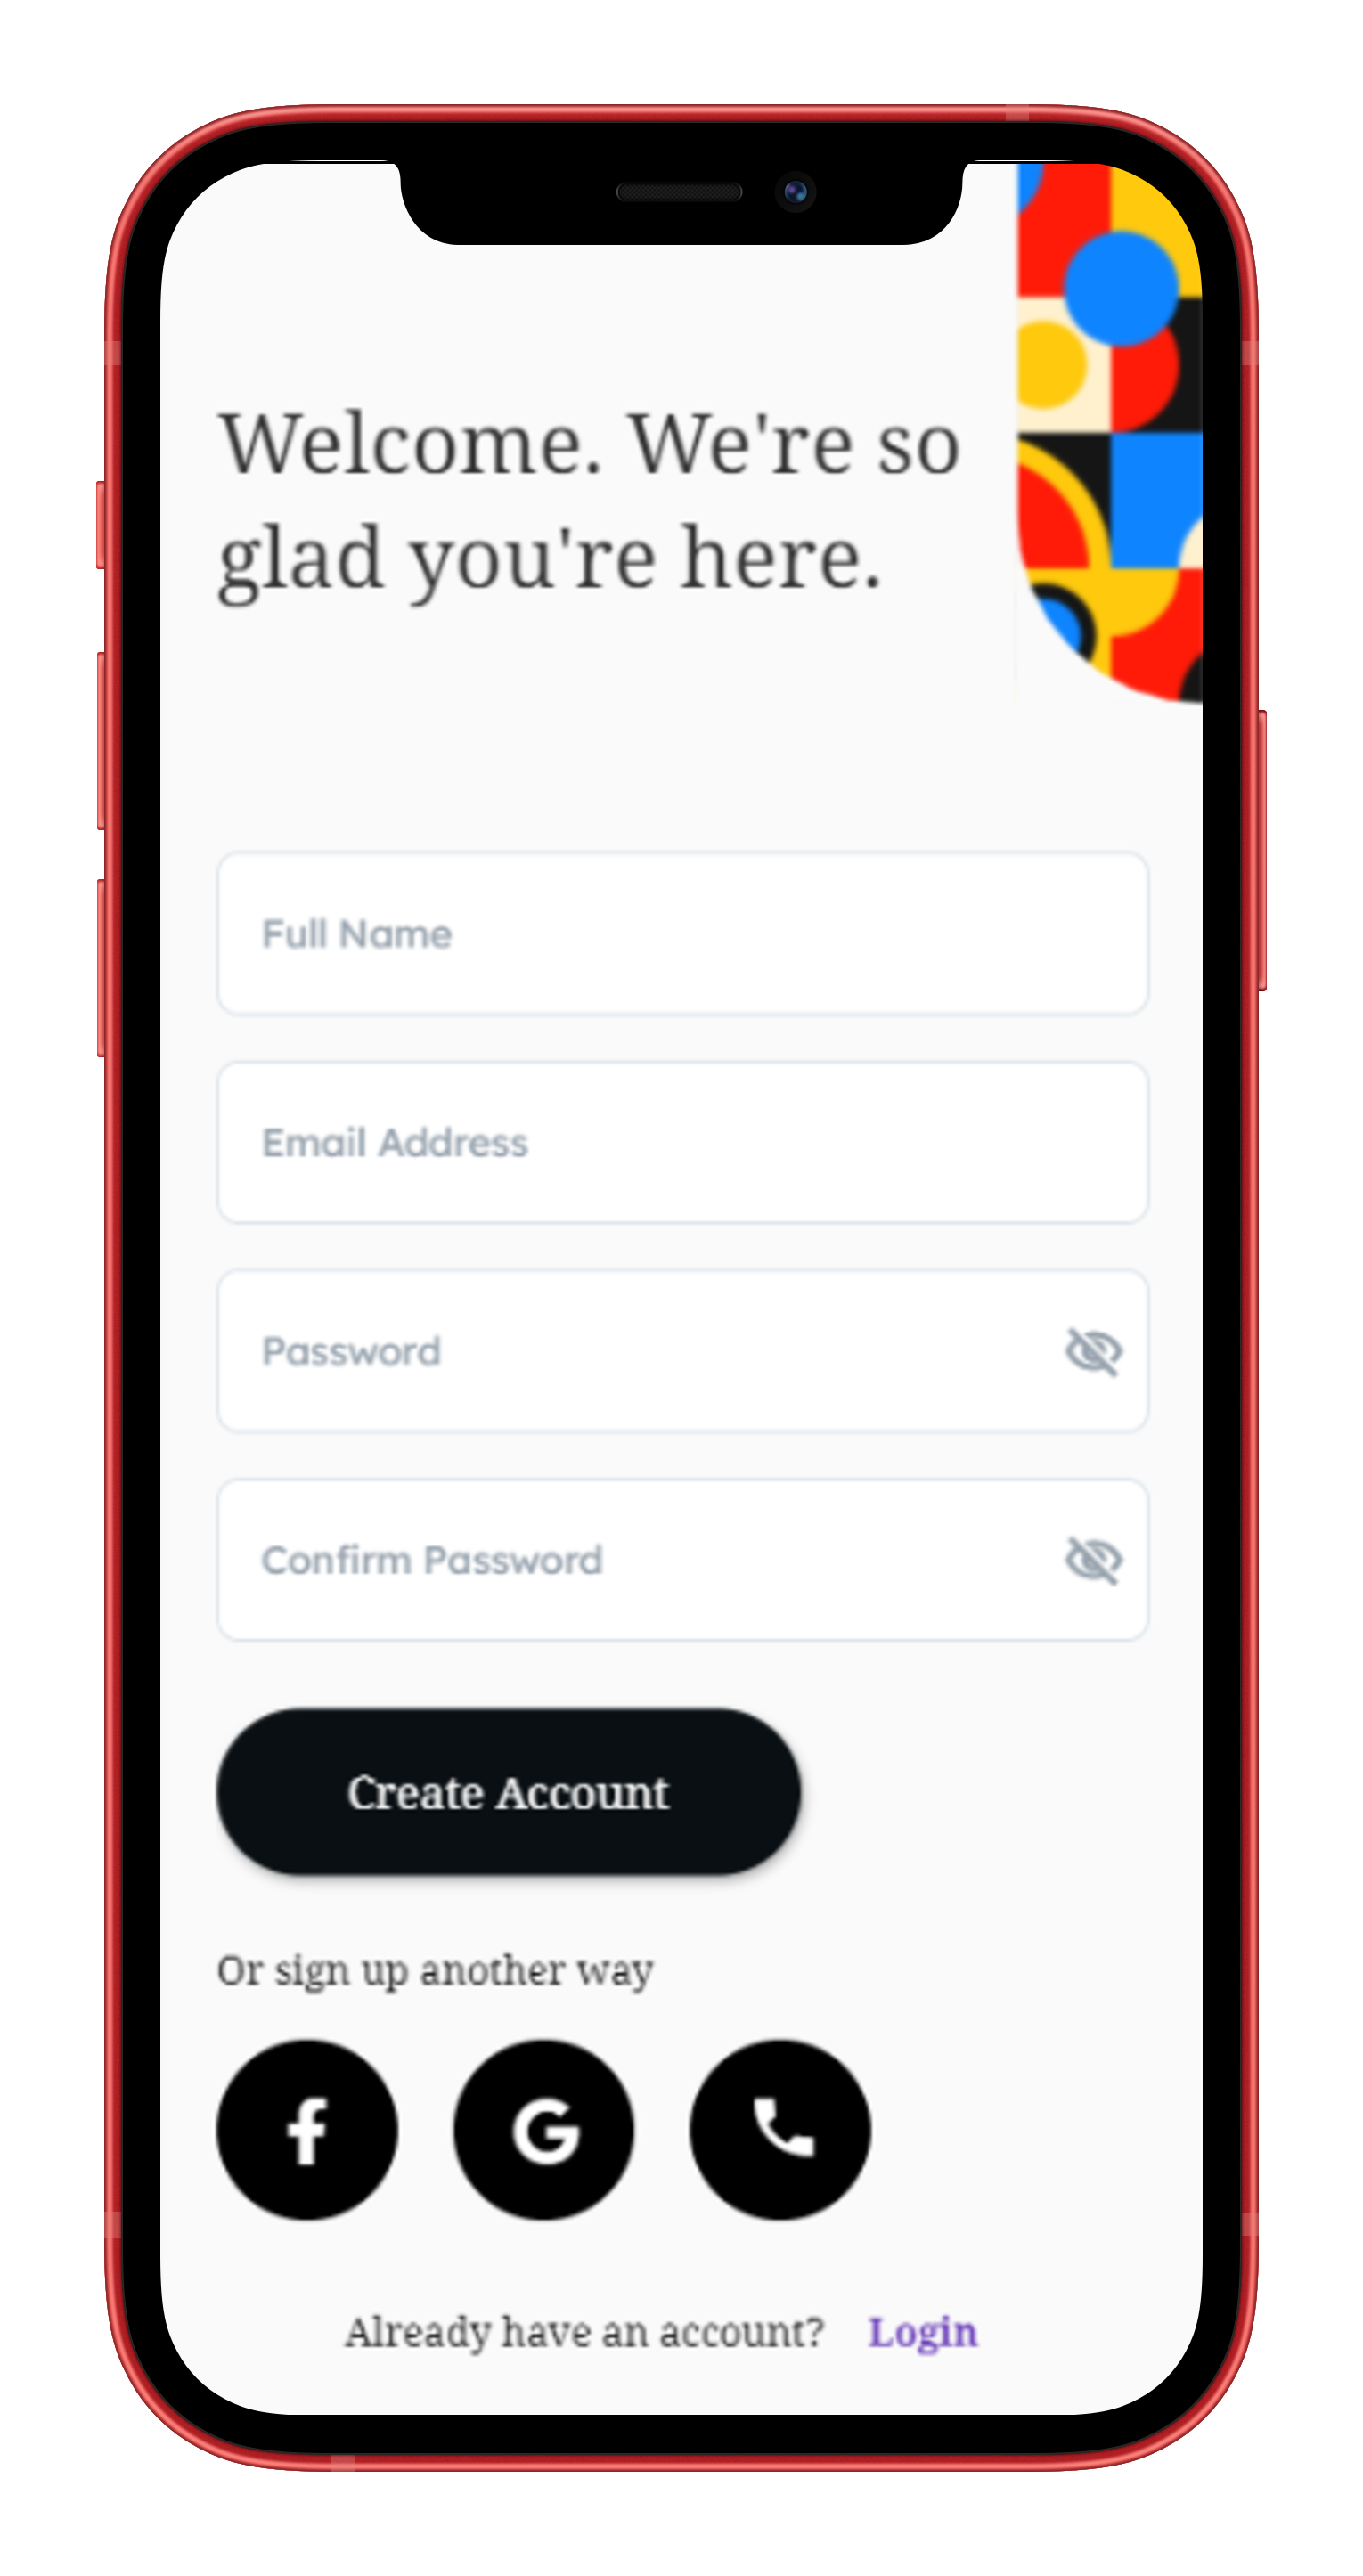 Welcome. We're so
glad you're here.
Full Name
Email Address
Password
Confirm Password
Create Account
Or sign up another way
f
G
Already have an account? Login